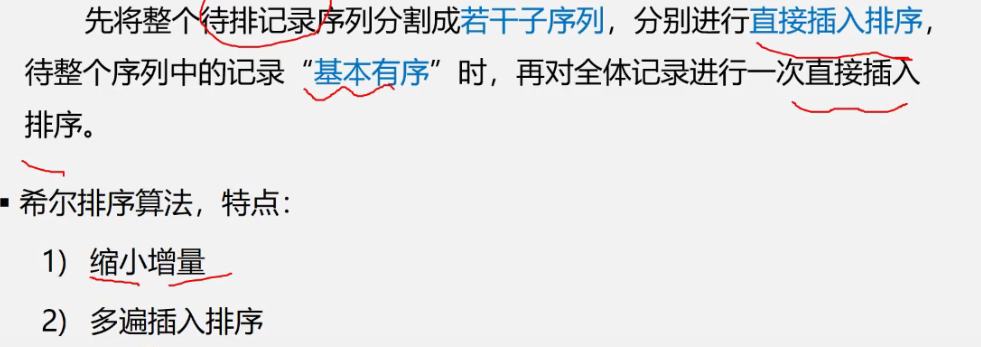 先将整个待排记录序列分割成若干子序列，分别进行直接插入排序，
待整个序列中的记录“基本有序”时，再对全体记录进行一次直接插入
排序。
▪ 希尔排序算法，特点：
1) 缩小增量
2) 多遍插入排序